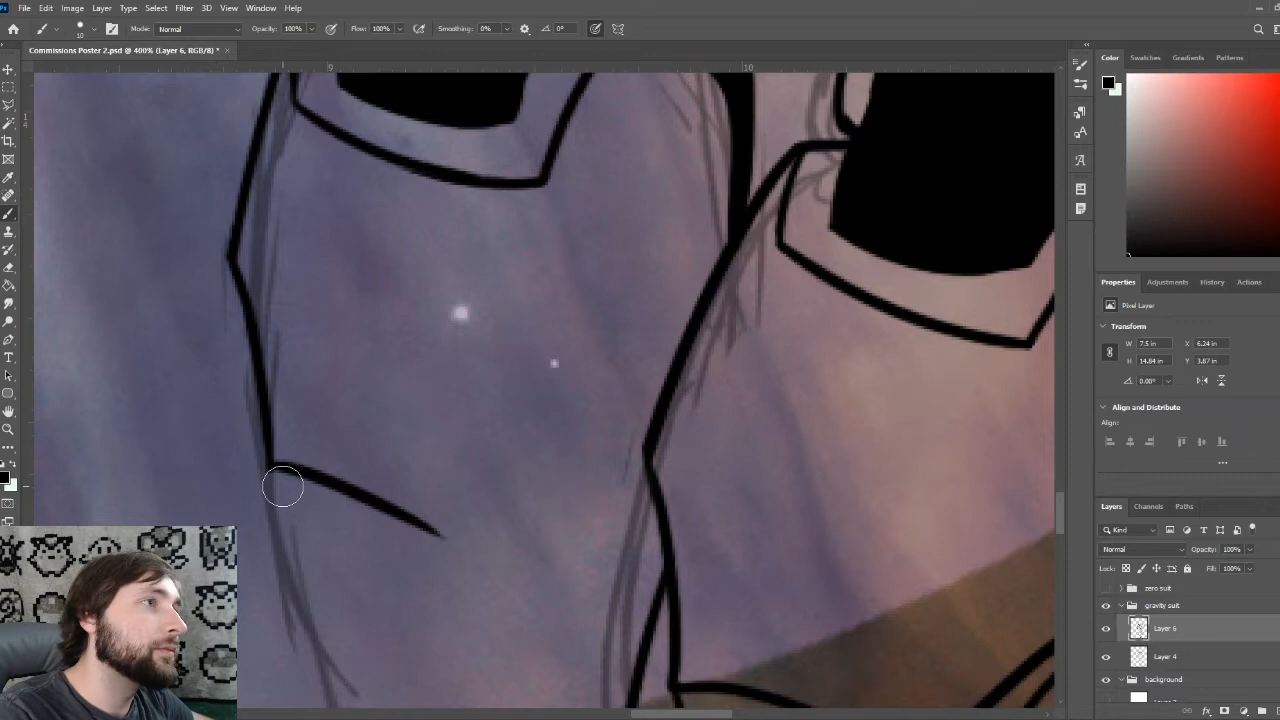 File Edit Image Layer Type Select Filter 3D View Window Help
10 Mode: Normal Opacity: 100% Flow: 100% Smoothing: 0% 0°
Commissions Poster 2.psd @ 400% (Layer 6, RGB/8) * ×
9 10
1
4
Color Swatches Gradients Patterns
Properties Adjustments History Actions
Pixel Layer
Transform
W 7.5 in X 6.24 in
H 14.84 in Y 3.87 in
0.00°
Align and Distribute
Align:
Layers Channels Paths
Kind
Normal Opacity: 100%
Lock: Fill: 100%
zero suit
gravity suit
Layer 6
Layer 4
background